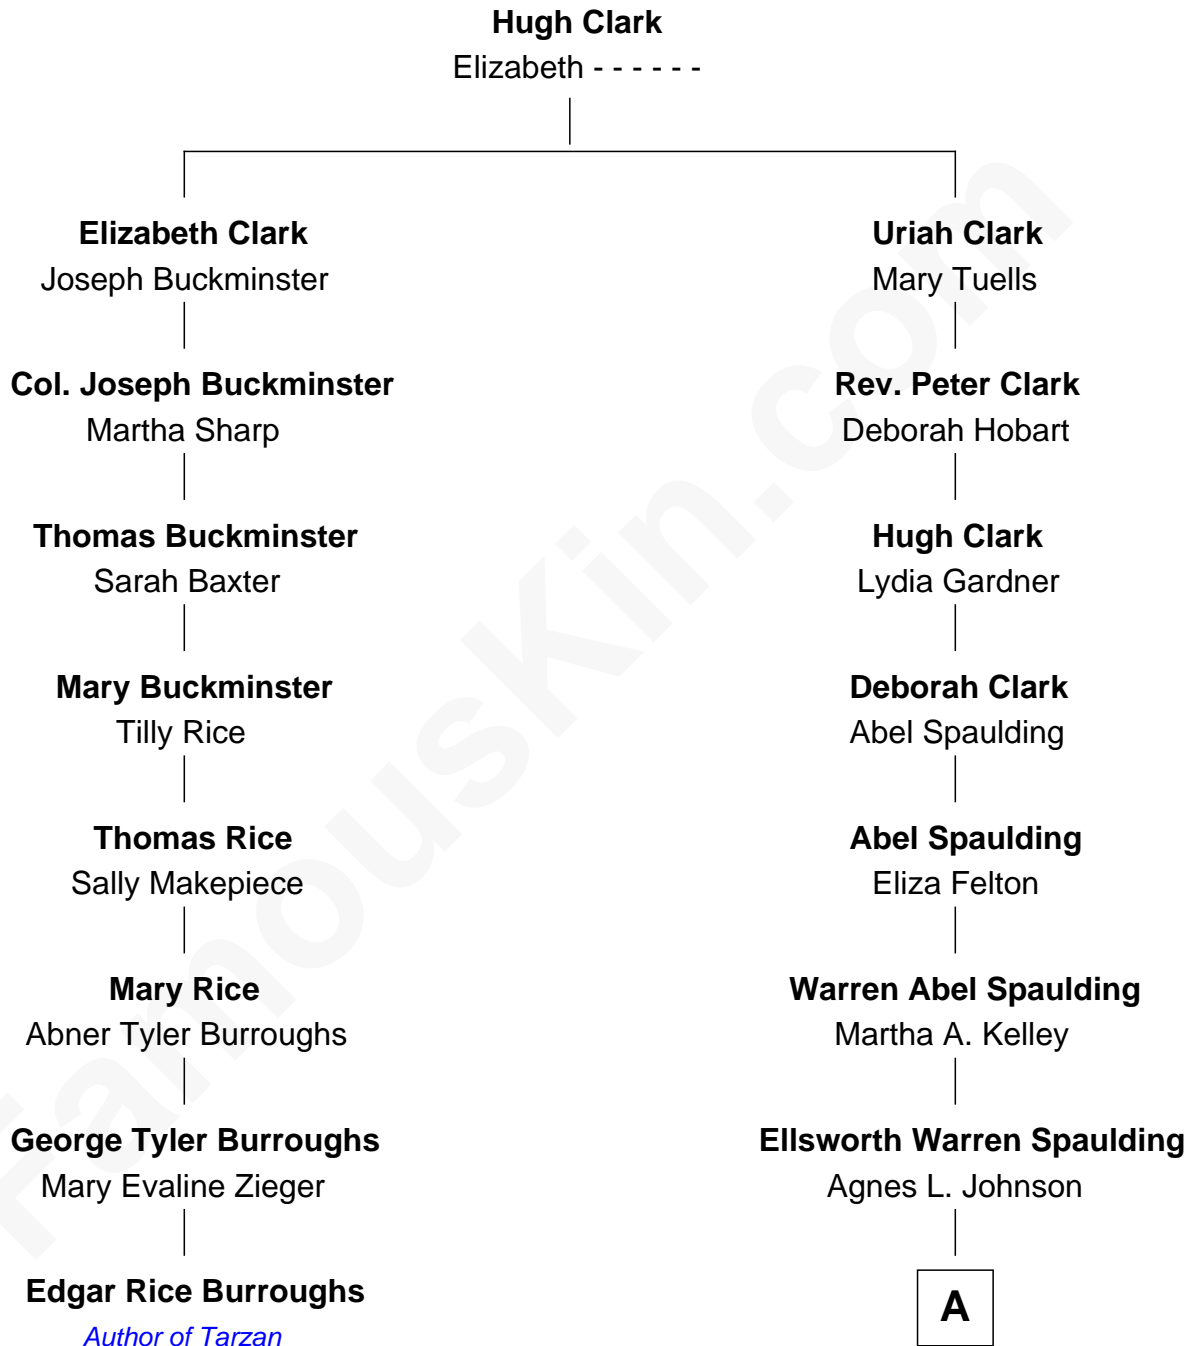 Hugh Clark
Elizabeth - - - - - -
Elizabeth Clark
Joseph Buckminster
Uriah Clark
Mary Tuells
Col. Joseph Buckminster
Martha Sharp
Rev. Peter Clark
Deborah Hobart
Thomas Buckminster
Sarah Baxter
Hugh Clark
Lydia Gardner
Mary Buckminster
Tilly Rice
Deborah Clark
Abel Spaulding
Thomas Rice
Sally Makepiece
Abel Spaulding
Eliza Felton
Mary Rice
Abner Tyler Burroughs
Warren Abel Spaulding
Martha A. Kelley
George Tyler Burroughs
Mary Evaline Zieger
Ellsworth Warren Spaulding
Agnes L. Johnson
Edgar Rice Burroughs
Author of Tarzan
A
FamousKin.com